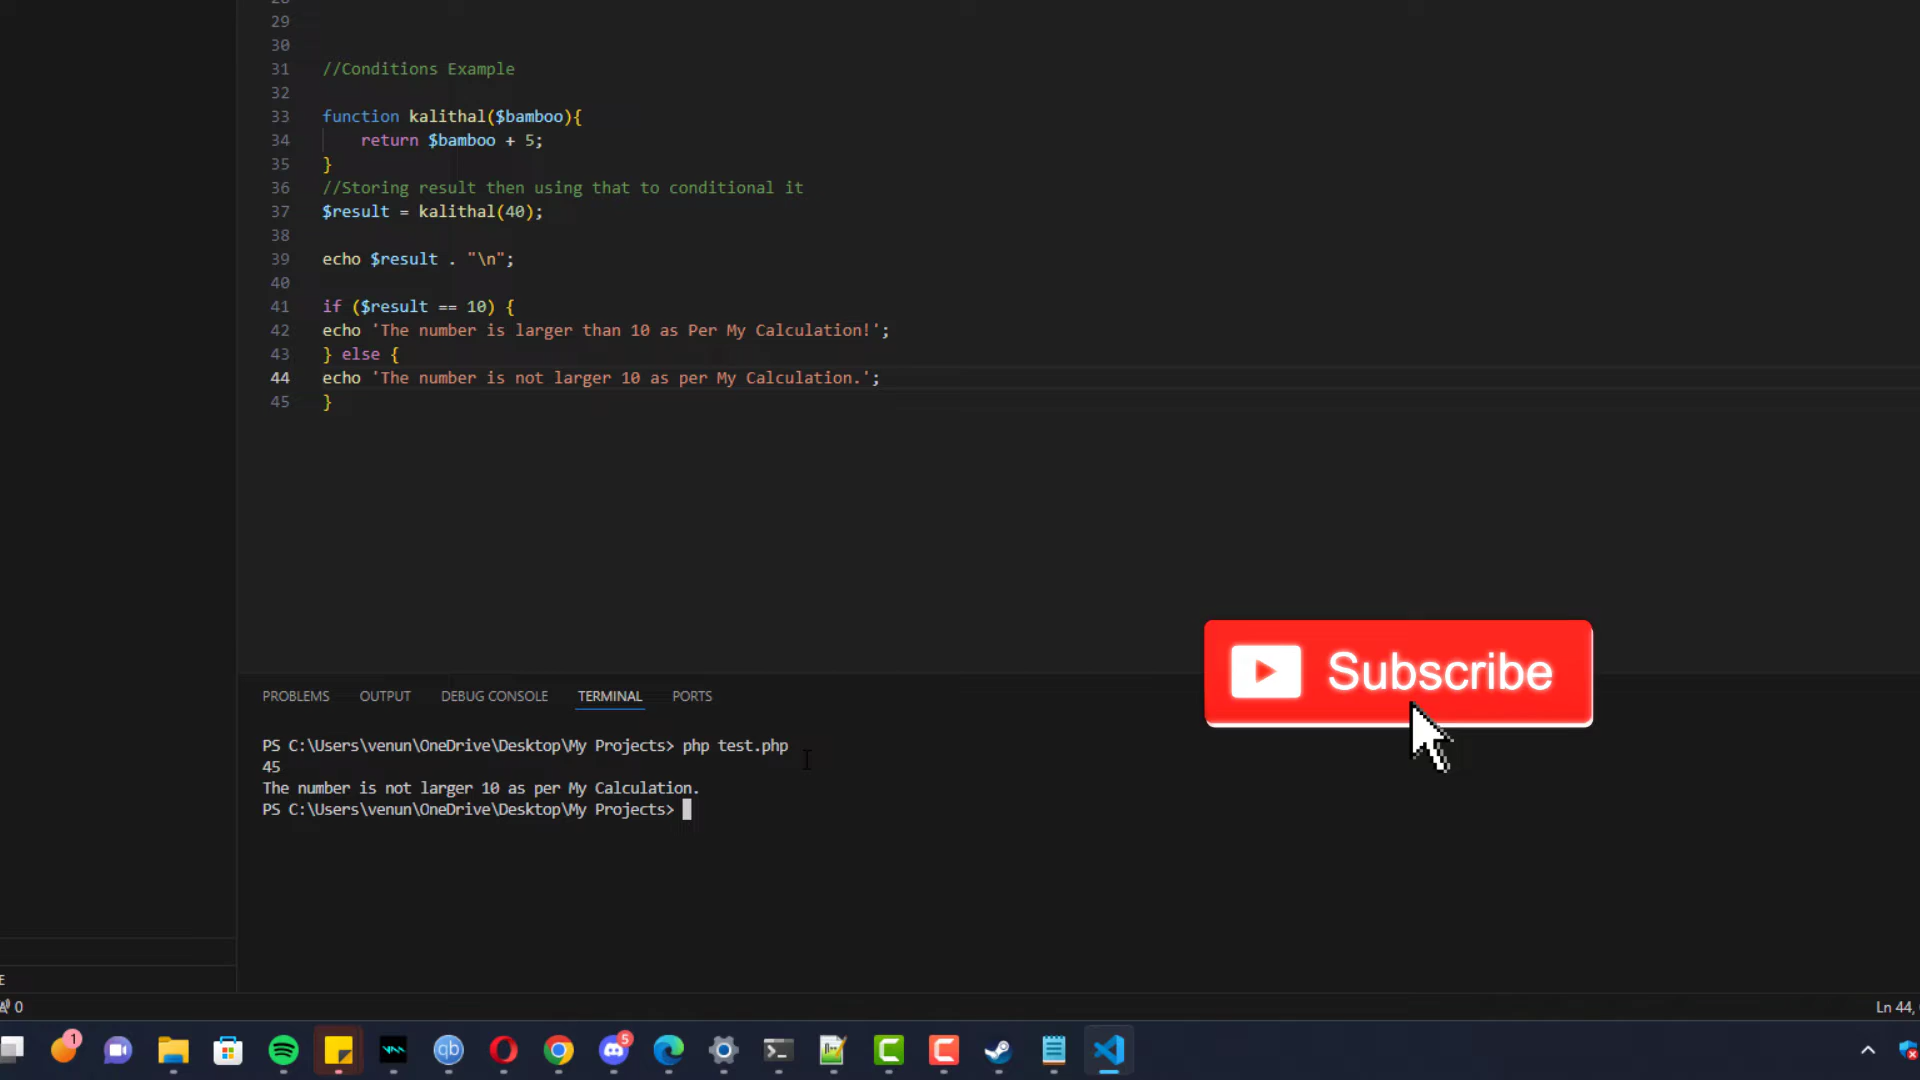 28
29
30
31 //Conditions Example
32
33 function kalithal($bamboo){
34 return $bamboo + 5;
35 }
36 //Storing result then using that to conditional it
37 $result = kalithal(40);
38
39 echo $result . "\n";
40
41 if ($result == 10) {
42 echo 'The number is larger than 10 as Per My Calculation!';
43 } else {
44 echo 'The number is not larger 10 as per My Calculation.';
45 }
Subscribe
PROBLEMS OUTPUT DEBUG CONSOLE TERMINAL PORTS
PS C:\Users\venun\OneDrive\Desktop\My Projects> php test.php
45
The number is not larger 10 as per My Calculation.
PS C:\Users\venun\OneDrive\Desktop\My Projects>
E
0
Ln 44,
1
qb
5